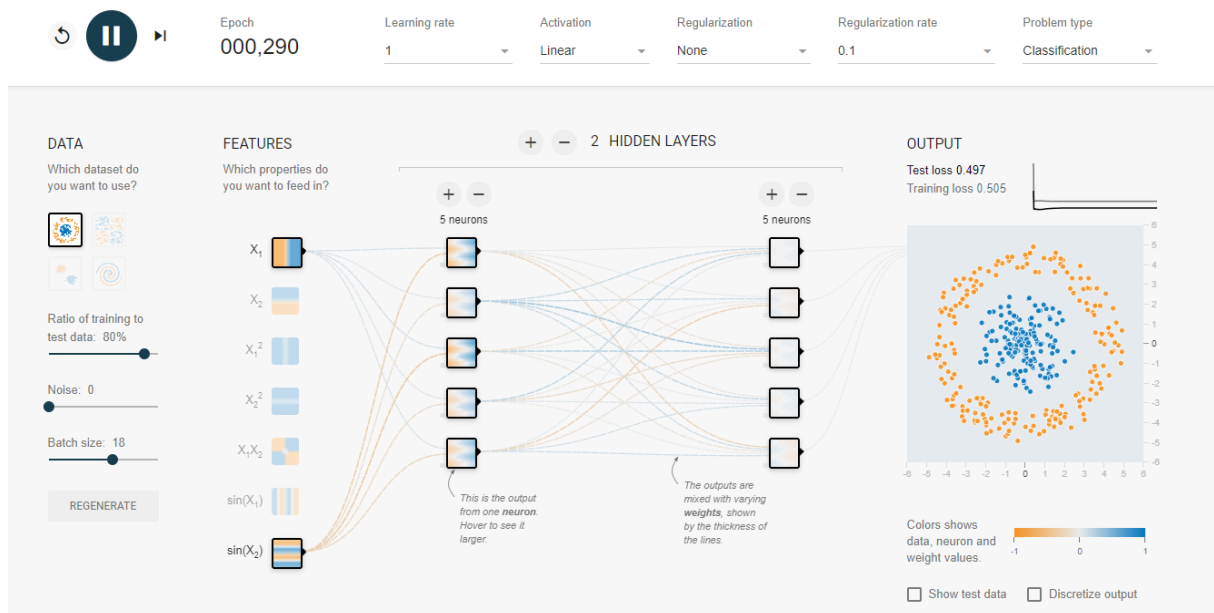 Epoch
000,290
Learning rate
1
Activation
Linear
Regularization
None
Regularization rate
0.1
Problem type
Classification
DATA
Which dataset do
you want to use?
Ratio of training to
test data: 80%
Noise: 0
Batch size: 18
REGENERATE
FEATURES
Which properties do
you want to feed in?
X₁
X₂
X₁²
X₂²
X₁X₂
sin(X₁)
sin(X₂)
+ − 2 HIDDEN LAYERS
+ −
5 neurons
+ −
5 neurons
This is the output
from one neuron.
Hover to see it
larger.
The outputs are
mixed with varying
weights, shown
by the thickness of
the lines.
OUTPUT
Test loss 0.497
Training loss 0.505
6
5
4
3
2
1
0
-1
-2
-3
-4
-5
-6
-6 -5 -4 -3 -2 -1 0 1 2 3 4 5 6
Colors shows
data, neuron and
weight values.
-1 0 1
Show test data
Discretize output